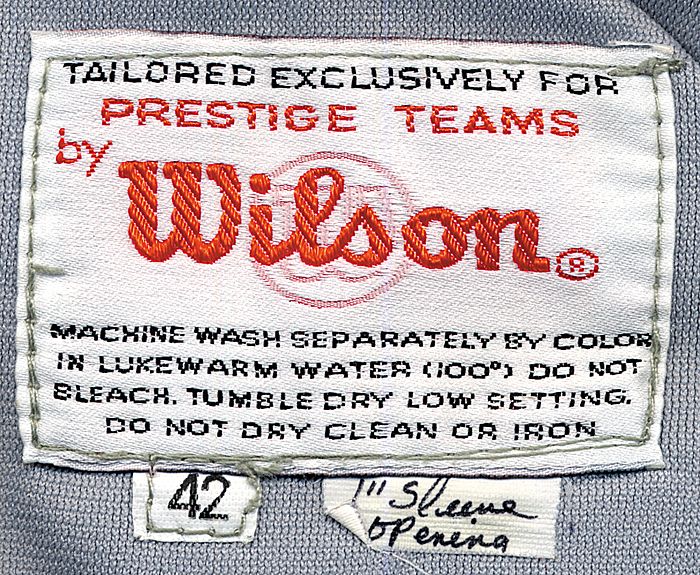 TAILORED EXCLUSIVELY FOR
PRESTIGE TEAMS
by
Wilson ®
MACHINE WASH SEPARATELY BY COLOR
IN LUKEWARM WATER (100°) DO NOT
BLEACH. TUMBLE DRY LOW SETTING.
DO NOT DRY CLEAN OR IRON
42
1" Sleeve
opening